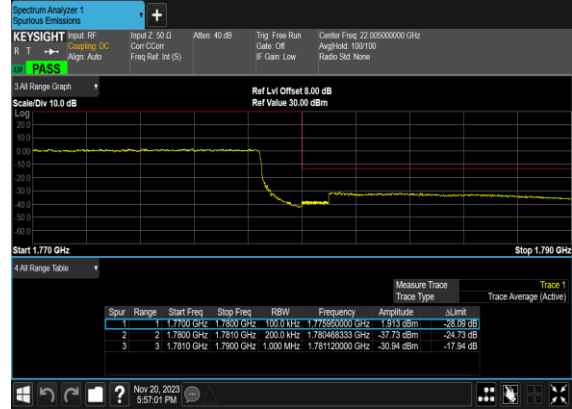 Spectrum Analyzer 1
Spurious Emissions
KEYSIGHT Input: RF Input Z: 50 Ω Atten: 40 dB Trig: Free Run Center Freq: 22.005000000 GHz
R T Coupling: DC Corr CCorr Gate: Off Avg|Hold: 100/100
Align: Auto Freq Ref: Int (S) IF Gain: Low Radio Std: None
PASS
3 All Range Graph
Ref Lvl Offset 8.00 dB
Scale/Div 10.0 dB Ref Value 30.00 dBm
Log
20.0
10.0
0.00
-10.0
-20.0
-30.0
-40.0
-50.0
-60.0
Start 1.770 GHz Stop 1.790 GHz
4 All Range Table
Measure Trace Trace 1
Trace Type Trace Average (Active)
Spur Range Start Freq Stop Freq RBW Frequency Amplitude ΔLimit
1 1 1.7700 GHz 1.7800 GHz 100.0 kHz 1.775950000 GHz 1.913 dBm -28.09 dB
2 2 1.7800 GHz 1.7810 GHz 200.0 kHz 1.780468333 GHz -37.73 dBm -24.73 dB
3 3 1.7810 GHz 1.7900 GHz 1.000 MHz 1.781120000 GHz -30.94 dBm -17.94 dB
? Nov 20, 2023
5:57:01 PM